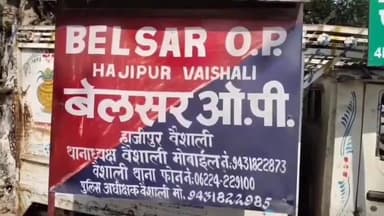 BELSAR O.P.
HAJIPUR VAISHALI
बेलसर ओ.पी.
हाजीपुर वैशाली
थानाध्यक्ष वैशाली मोबाईल नं.9431822873
वैशाली थाना फोन नं.06224-229100
पुलिस अधीक्षक वैशाली मो. 9431822985